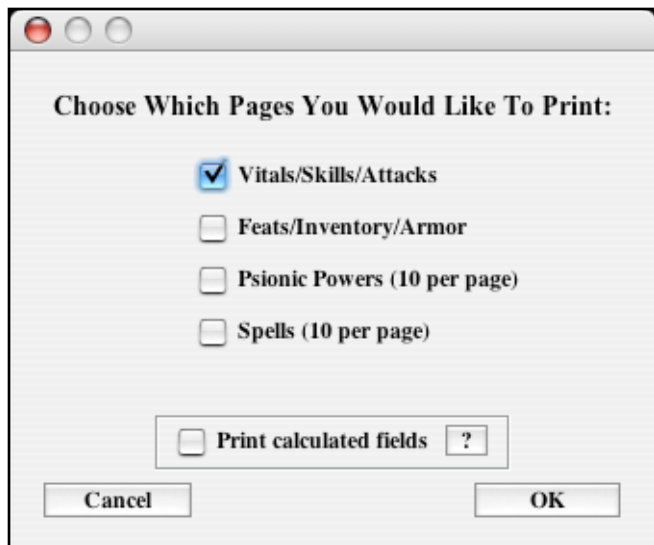 Choose Which Pages You Would Like To Print:
Vitals/Skills/Attacks
Feats/Inventory/Armor
Psionic Powers (10 per page)
Spells (10 per page)
Print calculated fields ?
Cancel OK